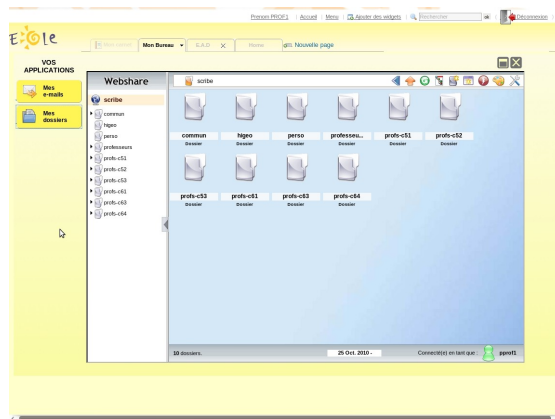 Prenom PROF1 | Accueil | Menu | Ajouter des widgets | Rechercher ok | Déconnexion
EOLE
Mon Bureau E.A.D. X Nouvelle page
VOS
APPLICATIONS
Mes
e-mails
Mes
dossiers
Webshare
scribe
commun
higeo
perso
professeurs
profs-c51
profs-c52
profs-c53
profs-c61
profs-c63
profs-c64
scribe
commun higeo perso professeu... profs-c51 profs-c52
Dossier Dossier Dossier Dossier Dossier Dossier
profs-c53 profs-c61 profs-c63 profs-c64
Dossier Dossier Dossier Dossier
10 dossiers. 25 Oct. 2010 - Connecté(e) en tant que : pprof1